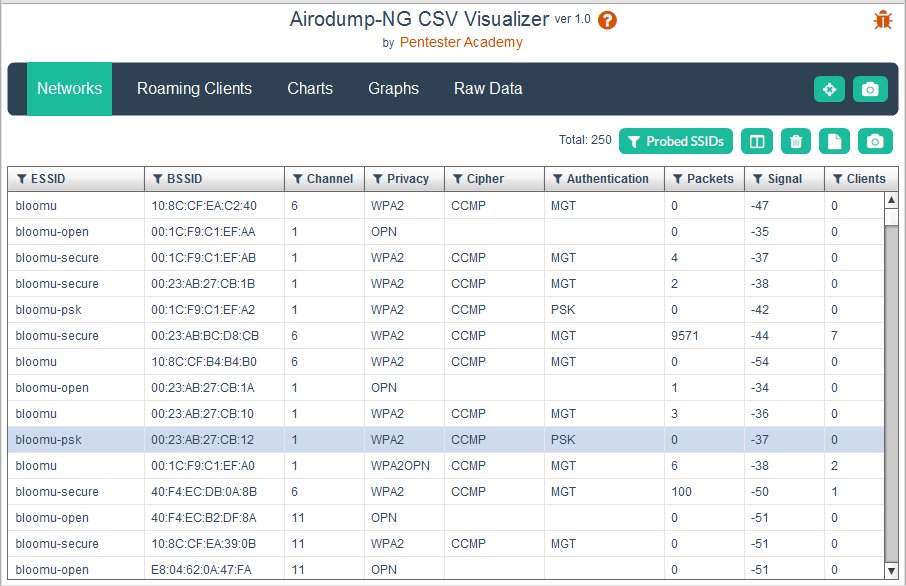 Airodump-NG CSV Visualizer ver 1.0 ?
by Pentester Academy
Networks Roaming Clients Charts Graphs Raw Data
Total: 250 Probed SSIDs
ESSID BSSID Channel Privacy Cipher Authentication Packets Signal Clients
bloomu 10:8C:CF:EA:C2:40 6 WPA2 CCMP MGT 0 -47 0
bloomu-open 00:1C:F9:C1:EF:AA 1 OPN 0 -35 0
bloomu-secure 00:1C:F9:C1:EF:AB 1 WPA2 CCMP MGT 4 -37 0
bloomu-secure 00:23:AB:27:CB:1B 1 WPA2 CCMP MGT 2 -38 0
bloomu-psk 00:1C:F9:C1:EF:A2 1 WPA2 CCMP PSK 0 -42 0
bloomu-secure 00:23:AB:BC:D8:CB 6 WPA2 CCMP MGT 9571 -44 7
bloomu 10:8C:CF:B4:B4:B0 6 WPA2 CCMP MGT 0 -54 0
bloomu-open 00:23:AB:27:CB:1A 1 OPN 1 -34 0
bloomu 00:23:AB:27:CB:10 1 WPA2 CCMP MGT 3 -36 0
bloomu-psk 00:23:AB:27:CB:12 1 WPA2 CCMP PSK 0 -37 0
bloomu 00:1C:F9:C1:EF:A0 1 WPA2OPN CCMP MGT 6 -38 2
bloomu-secure 40:F4:EC:DB:0A:8B 6 WPA2 CCMP MGT 100 -50 1
bloomu-open 40:F4:EC:B2:DF:8A 11 OPN 0 -51 0
bloomu-secure 10:8C:CF:EA:39:0B 11 WPA2 CCMP MGT 0 -51 0
bloomu-open E8:04:62:0A:47:FA 11 OPN 0 -51 0